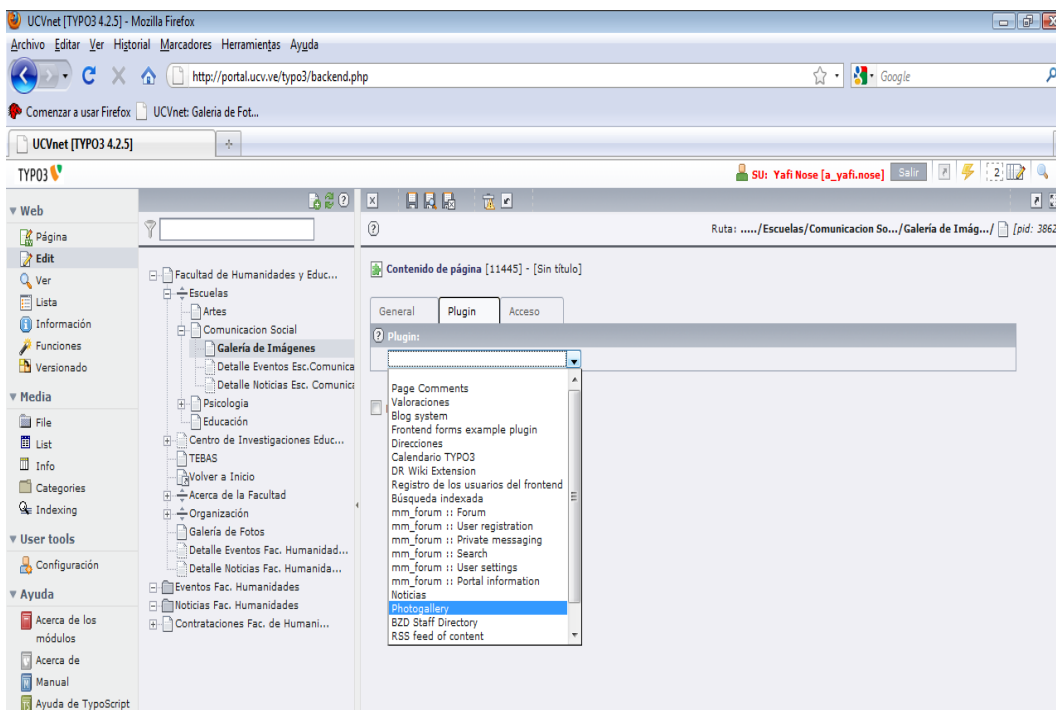 UCVnet [TYPO3 4.2.5] - Mozilla Firefox
Archivo Editar Ver Historial Marcadores Herramientas Ayuda
http://portal.ucv.ve/typo3/backend.php
Google
Comenzar a usar Firefox UCVnet: Galeria de Fot...
UCVnet [TYPO3 4.2.5]
TYPO3
SU: Yafi Nose [a_yafi.nose] Salir 2
Web
Página
Edit
Ver
Lista
Información
Funciones
Versionado
Media
File
List
Info
Categories
Indexing
User tools
Configuración
Ayuda
Acerca de los
módulos
Acerca de
Manual
Ayuda de TypoScript
Facultad de Humanidades y Educ...
Escuelas
Artes
Comunicacion Social
Galería de Imágenes
Detalle Eventos Esc.Comunica
Detalle Noticias Esc. Comunica
Psicologia
Educación
Centro de Investigaciones Educ...
TEBAS
Volver a Inicio
Acerca de la Facultad
Organización
Galería de Fotos
Detalle Eventos Fac. Humanidad...
Detalle Noticias Fac. Humanida...
Eventos Fac. Humanidades
Noticias Fac. Humanidades
Contrataciones Fac. de Humani...
Ruta: ...../Escuelas/Comunicacion So.../Galería de Imág.../ [pid: 3862
Contenido de página [11445] - [Sin título]
General Plugin Acceso
Plugin:
Page Comments
Valoraciones
Blog system
Frontend forms example plugin
Direcciones
Calendario TYPO3
DR Wiki Extension
Registro de los usuarios del frontend
Búsqueda indexada
mm_forum :: Forum
mm_forum :: User registration
mm_forum :: Private messaging
mm_forum :: Search
mm_forum :: User settings
mm_forum :: Portal information
Noticias
Photogallery
BZD Staff Directory
RSS feed of content